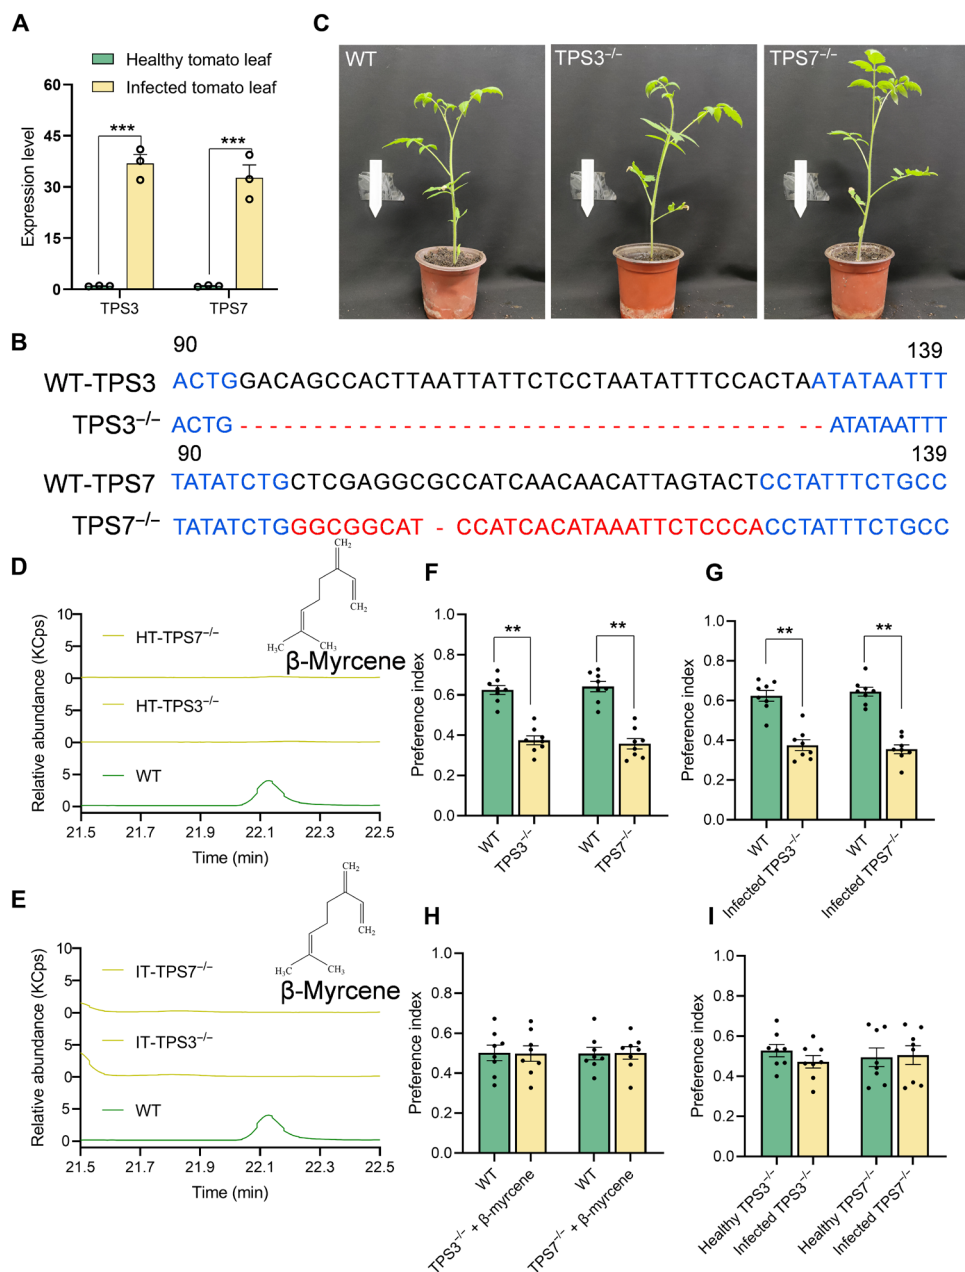 A
Healthy tomato leaf
Infected tomato leaf
Expression level
60
45
30
15
0
***
***
TPS3
TPS7
C
WT
TPS3⁻/⁻
TPS7⁻/⁻
B
90
139
WT-TPS3 ACTGGACAGCCACTTAATTATTCTCCTAATATTTCCACTAATATAATTT
TPS3⁻/⁻ ACTG - - - - - - - - - - - - - - - - - - - - - - - - - - - - - - - - - - - - ATATAATTT
90
139
WT-TPS7 TATATCTGCTCGAGGCGCCATCAACAACATTAGTACTCCTATTTCTGCC
TPS7⁻/⁻ TATATCTGGGCGGCAT - CCATCACATAAATTCTCCCACCTATTTCTGCC
D
Relative abundance (KCps)
10
5
0
5
0
5
0
HT-TPS7⁻/⁻
HT-TPS3⁻/⁻
WT
CH₂
CH₂
H₃C
CH₃
β-Myrcene
21.5 21.7 21.9 22.1 22.3 22.5
Time (min)
F
Preference index
1.0
0.8
0.6
0.4
0.2
0.0
**
**
WT
TPS3⁻/⁻
WT
TPS7⁻/⁻
G
Preference index
1.0
0.8
0.6
0.4
0.2
0.0
**
**
WT
Infected TPS3⁻/⁻
WT
Infected TPS7⁻/⁻
E
Relative abundance (KCps)
10
5
0
5
0
5
0
IT-TPS7⁻/⁻
IT-TPS3⁻/⁻
WT
CH₂
CH₂
H₃C
CH₃
β-Myrcene
21.5 21.7 21.9 22.1 22.3 22.5
Time (min)
H
Preference index
1.0
0.8
0.6
0.4
0.2
0.0
WT
TPS3⁻/⁻ + β-myrcene
WT
TPS7⁻/⁻ + β-myrcene
I
Preference index
1.0
0.8
0.6
0.4
0.2
0.0
Healthy TPS3⁻/⁻
Infected TPS3⁻/⁻
Healthy TPS7⁻/⁻
Infected TPS7⁻/⁻